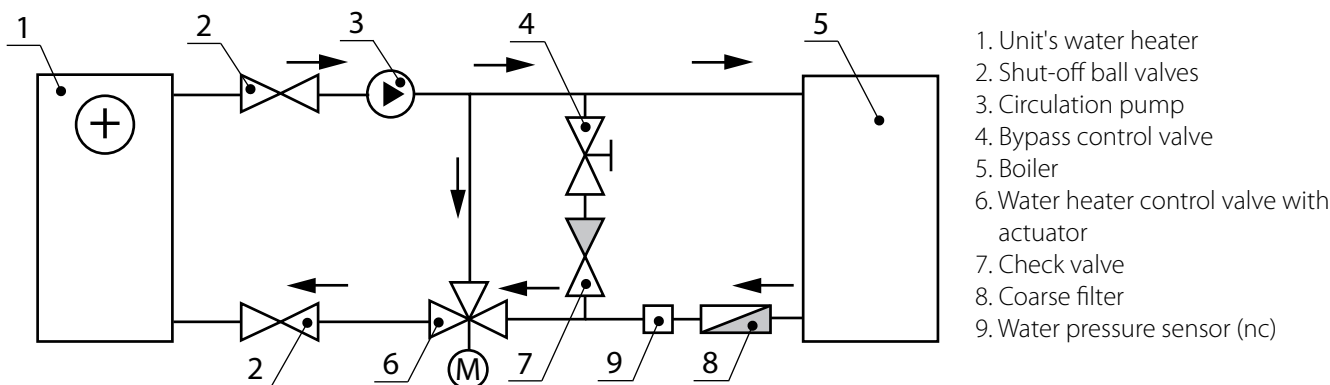 1
2
3
4
5
6
7
8
9
2
M
1. Unit's water heater
2. Shut-off ball valves
3. Circulation pump
4. Bypass control valve
5. Boiler
6. Water heater control valve with
actuator
7. Check valve
8. Coarse filter
9. Water pressure sensor (nc)